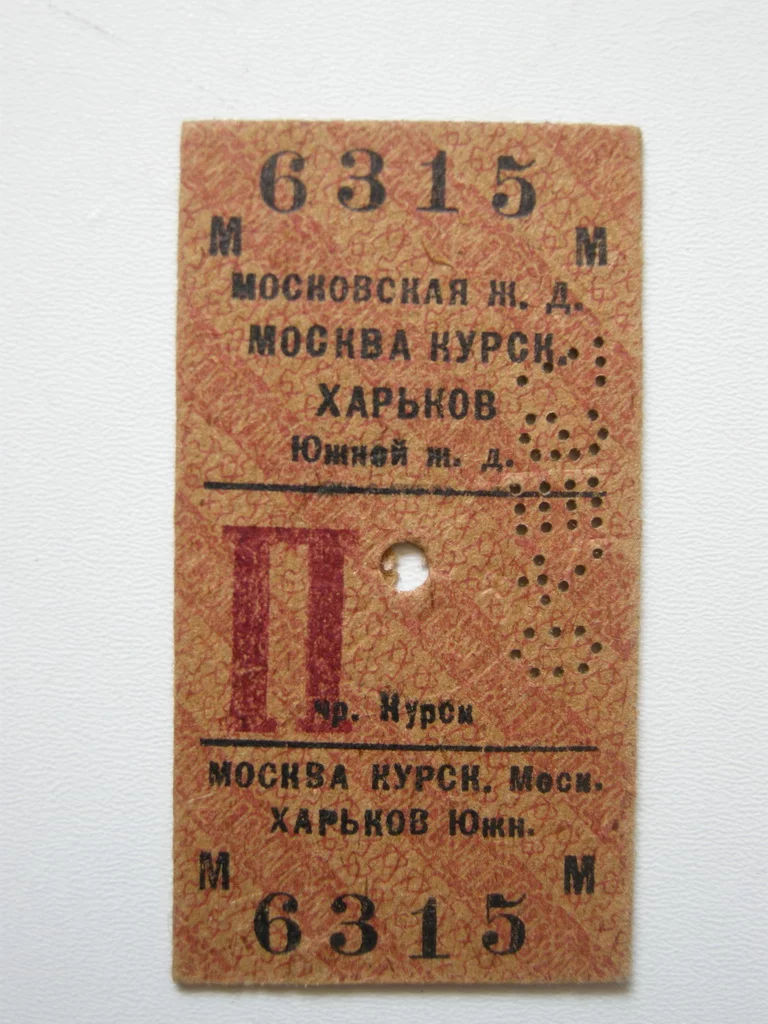 6315
М М
МОСКОВСКАЯ Ж. Д.
МОСКВА КУРСК.
ХАРЬКОВ
Южной ж. д.
П
чр. Курск
МОСКВА КУРСК. Моск.
ХАРЬКОВ Южн.
М М
6315